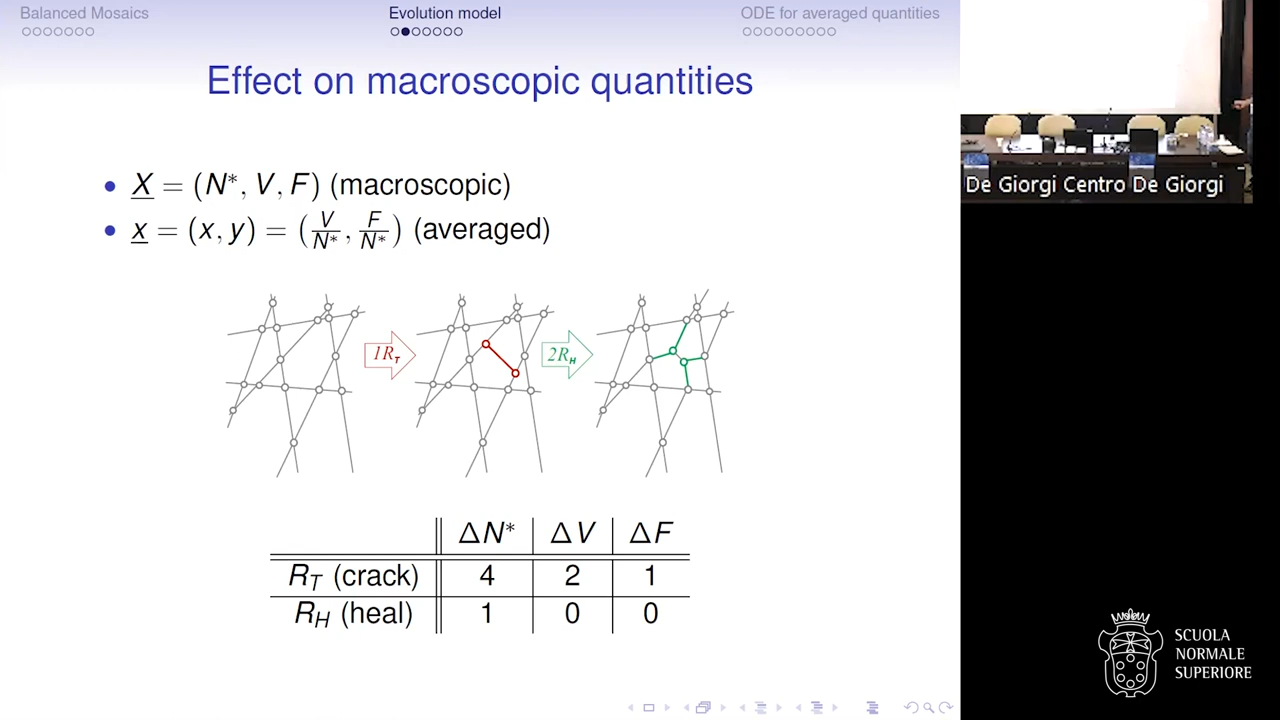 Balanced Mosaics
Evolution model
ODE for averaged quantities
Effect on macroscopic quantities
• X = (N*, V, F) (macroscopic)
• x = (x, y) = (V/N*, F/N*) (averaged)
1R_T
2R_H
ΔN* ΔV ΔF
R_T (crack) 4 2 1
R_H (heal) 1 0 0
De Giorgi Centro De Giorgi
SCUOLA
NORMALE
SUPERIORE